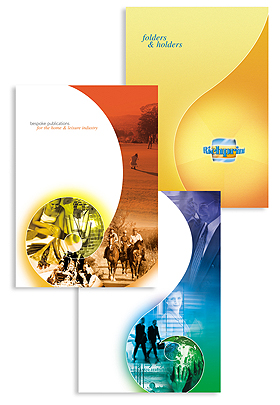 folders
& holders
bespoke publications
for the home & leisure industry